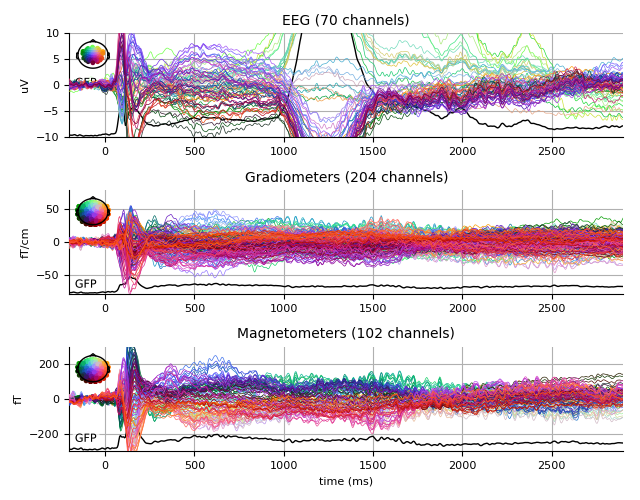 EEG (70 channels)
10
5
0
−5
−10
uV
GFP
0 500 1000 1500 2000 2500
Gradiometers (204 channels)
50
0
−50
fT/cm
GFP
0 500 1000 1500 2000 2500
Magnetometers (102 channels)
200
0
−200
fT
GFP
0 500 1000 1500 2000 2500
time (ms)